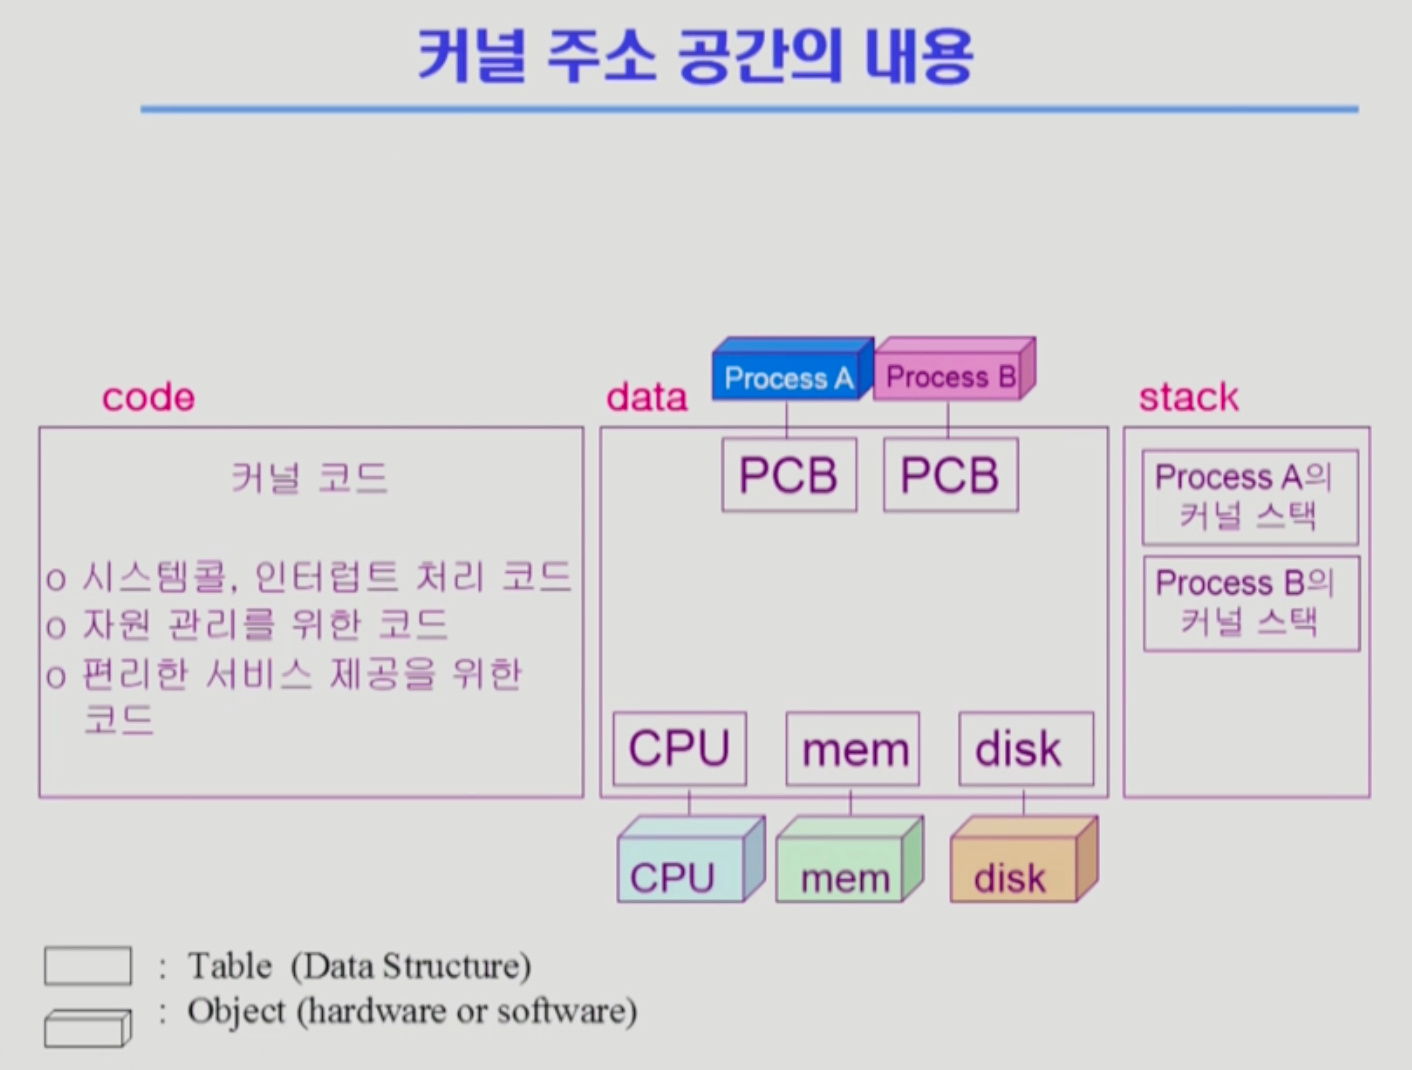 커널 주소 공간의 내용
code
커널 코드
o 시스템콜, 인터럽트 처리 코드
o 자원 관리를 위한 코드
o 편리한 서비스 제공을 위한
코드
data
Process A
Process B
PCB
PCB
CPU
mem
disk
CPU
mem
disk
stack
Process A의
커널 스택
Process B의
커널 스택
: Table (Data Structure)
: Object (hardware or software)